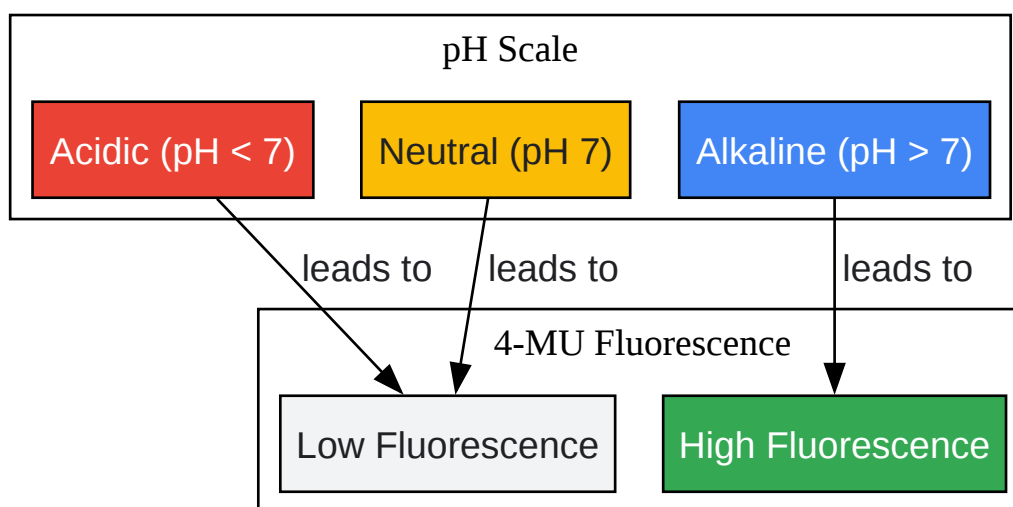 pH Scale
Acidic (pH < 7)
Neutral (pH 7)
Alkaline (pH > 7)
leads to
leads to
leads to
4-MU Fluorescence
Low Fluorescence
High Fluorescence